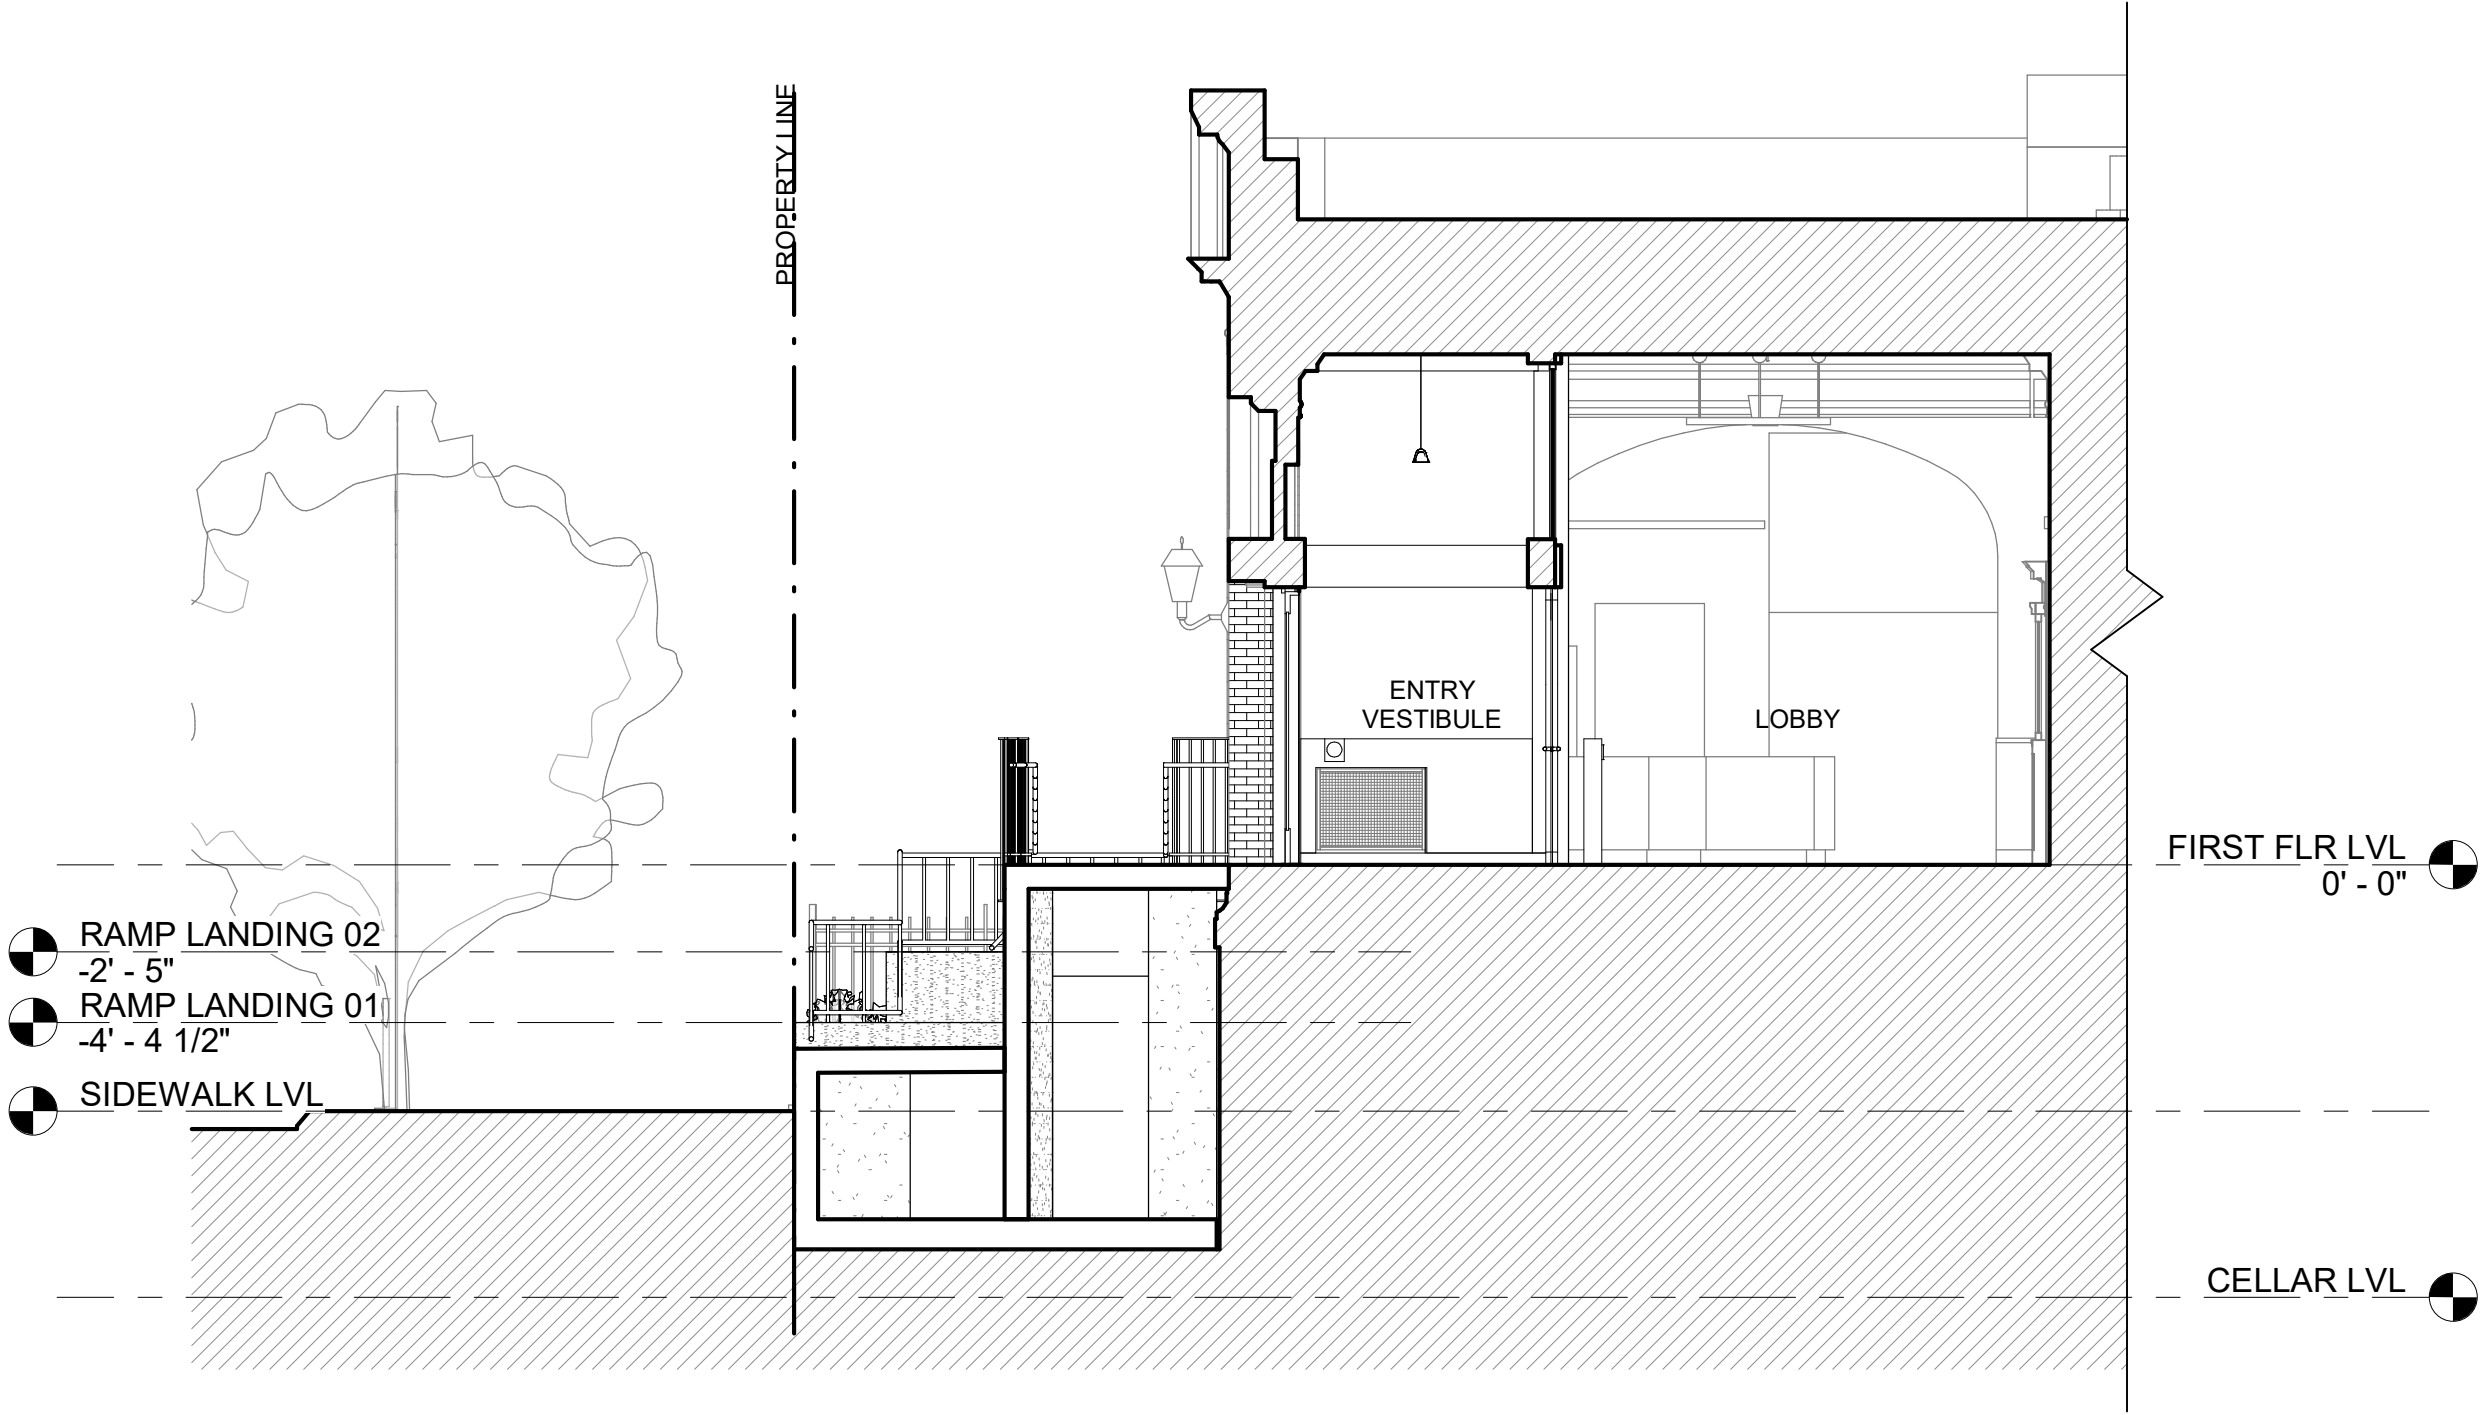 PROPERTY LINE
ENTRY
VESTIBULE
LOBBY
FIRST FLR LVL
0' - 0"
RAMP LANDING 02
-2' - 5"
RAMP LANDING 01
-4' - 4 1/2"
SIDEWALK LVL
CELLAR LVL